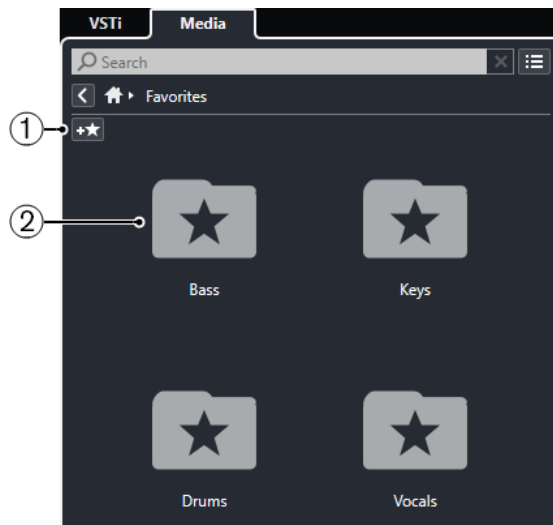 VSTi Media
Search
Favorites
1
2
Bass Keys
Drums Vocals